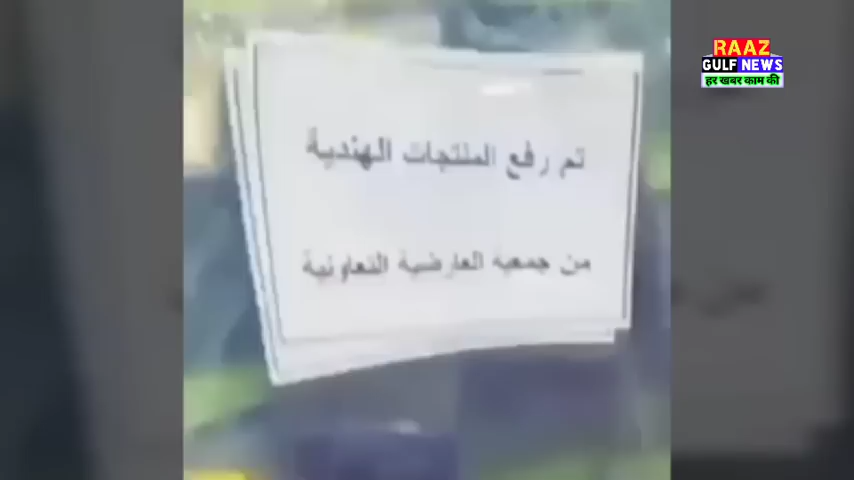 RAAZ
GULF NEWS
हर खबर काम की
تم رفع المنتجات الهندية
من جمعية العارضية التعاونية